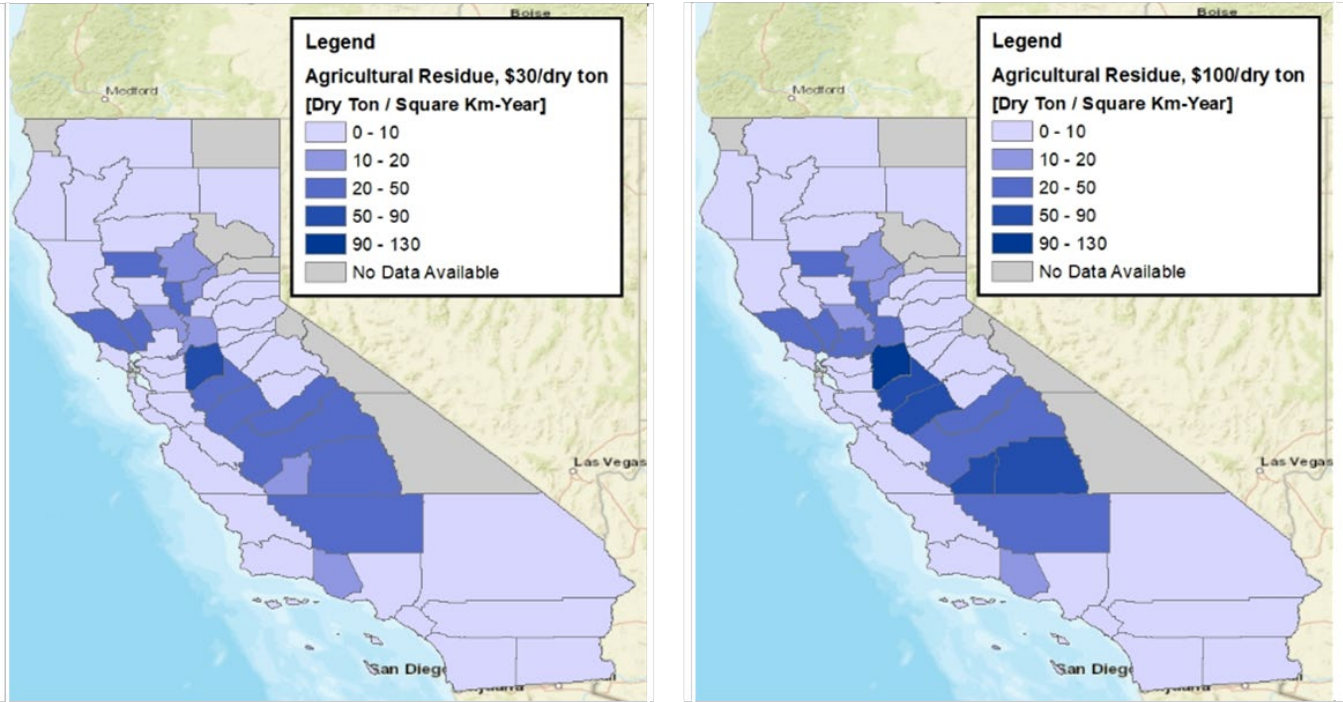 Boise
Legend
Agricultural Residue, $30/dry ton
[Dry Ton / Square Km-Year]
0 - 10
10 - 20
20 - 50
50 - 90
90 - 130
No Data Available
Medford
Las Vegas
San Dieg
Boise
Legend
Agricultural Residue, $100/dry ton
[Dry Ton / Square Km-Year]
0 - 10
10 - 20
20 - 50
50 - 90
90 - 130
No Data Available
Medford
Las Vegas
San Dieg